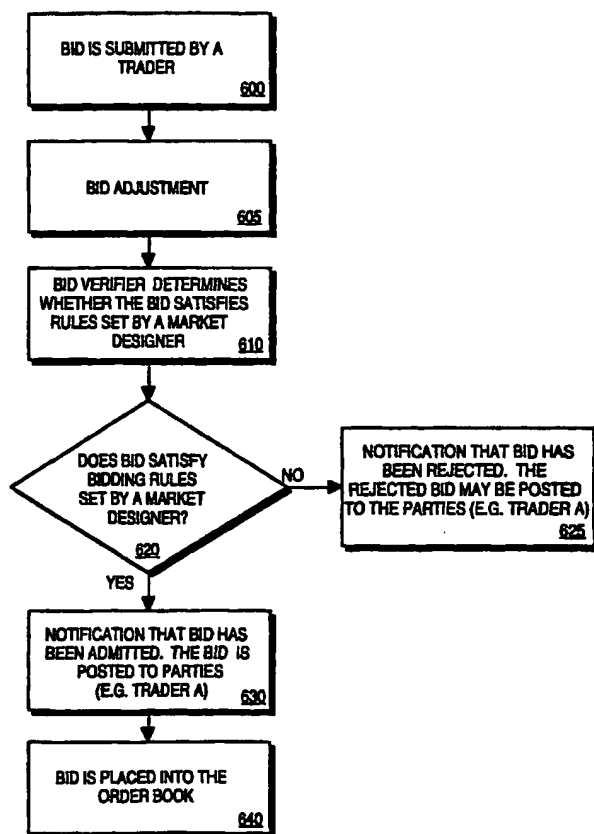 BID IS SUBMITTED BY A
TRADER
600
BID ADJUSTMENT
605
BID VERIFIER DETERMINES
WHETHER THE BID SATISFIES
RULES SET BY A MARKET
DESIGNER
610
DOES BID SATISFY
BIDDING RULES
SET BY A MARKET
DESIGNER?
620
NO
NOTIFICATION THAT BID HAS
BEEN REJECTED. THE
REJECTED BID MAY BE POSTED
TO THE PARTIES (E.G. TRADER A)
625
YES
NOTIFICATION THAT BID HAS
BEEN ADMITTED. THE BID IS
POSTED TO PARTIES
(E.G. TRADER A)
630
BID IS PLACED INTO THE
ORDER BOOK
640